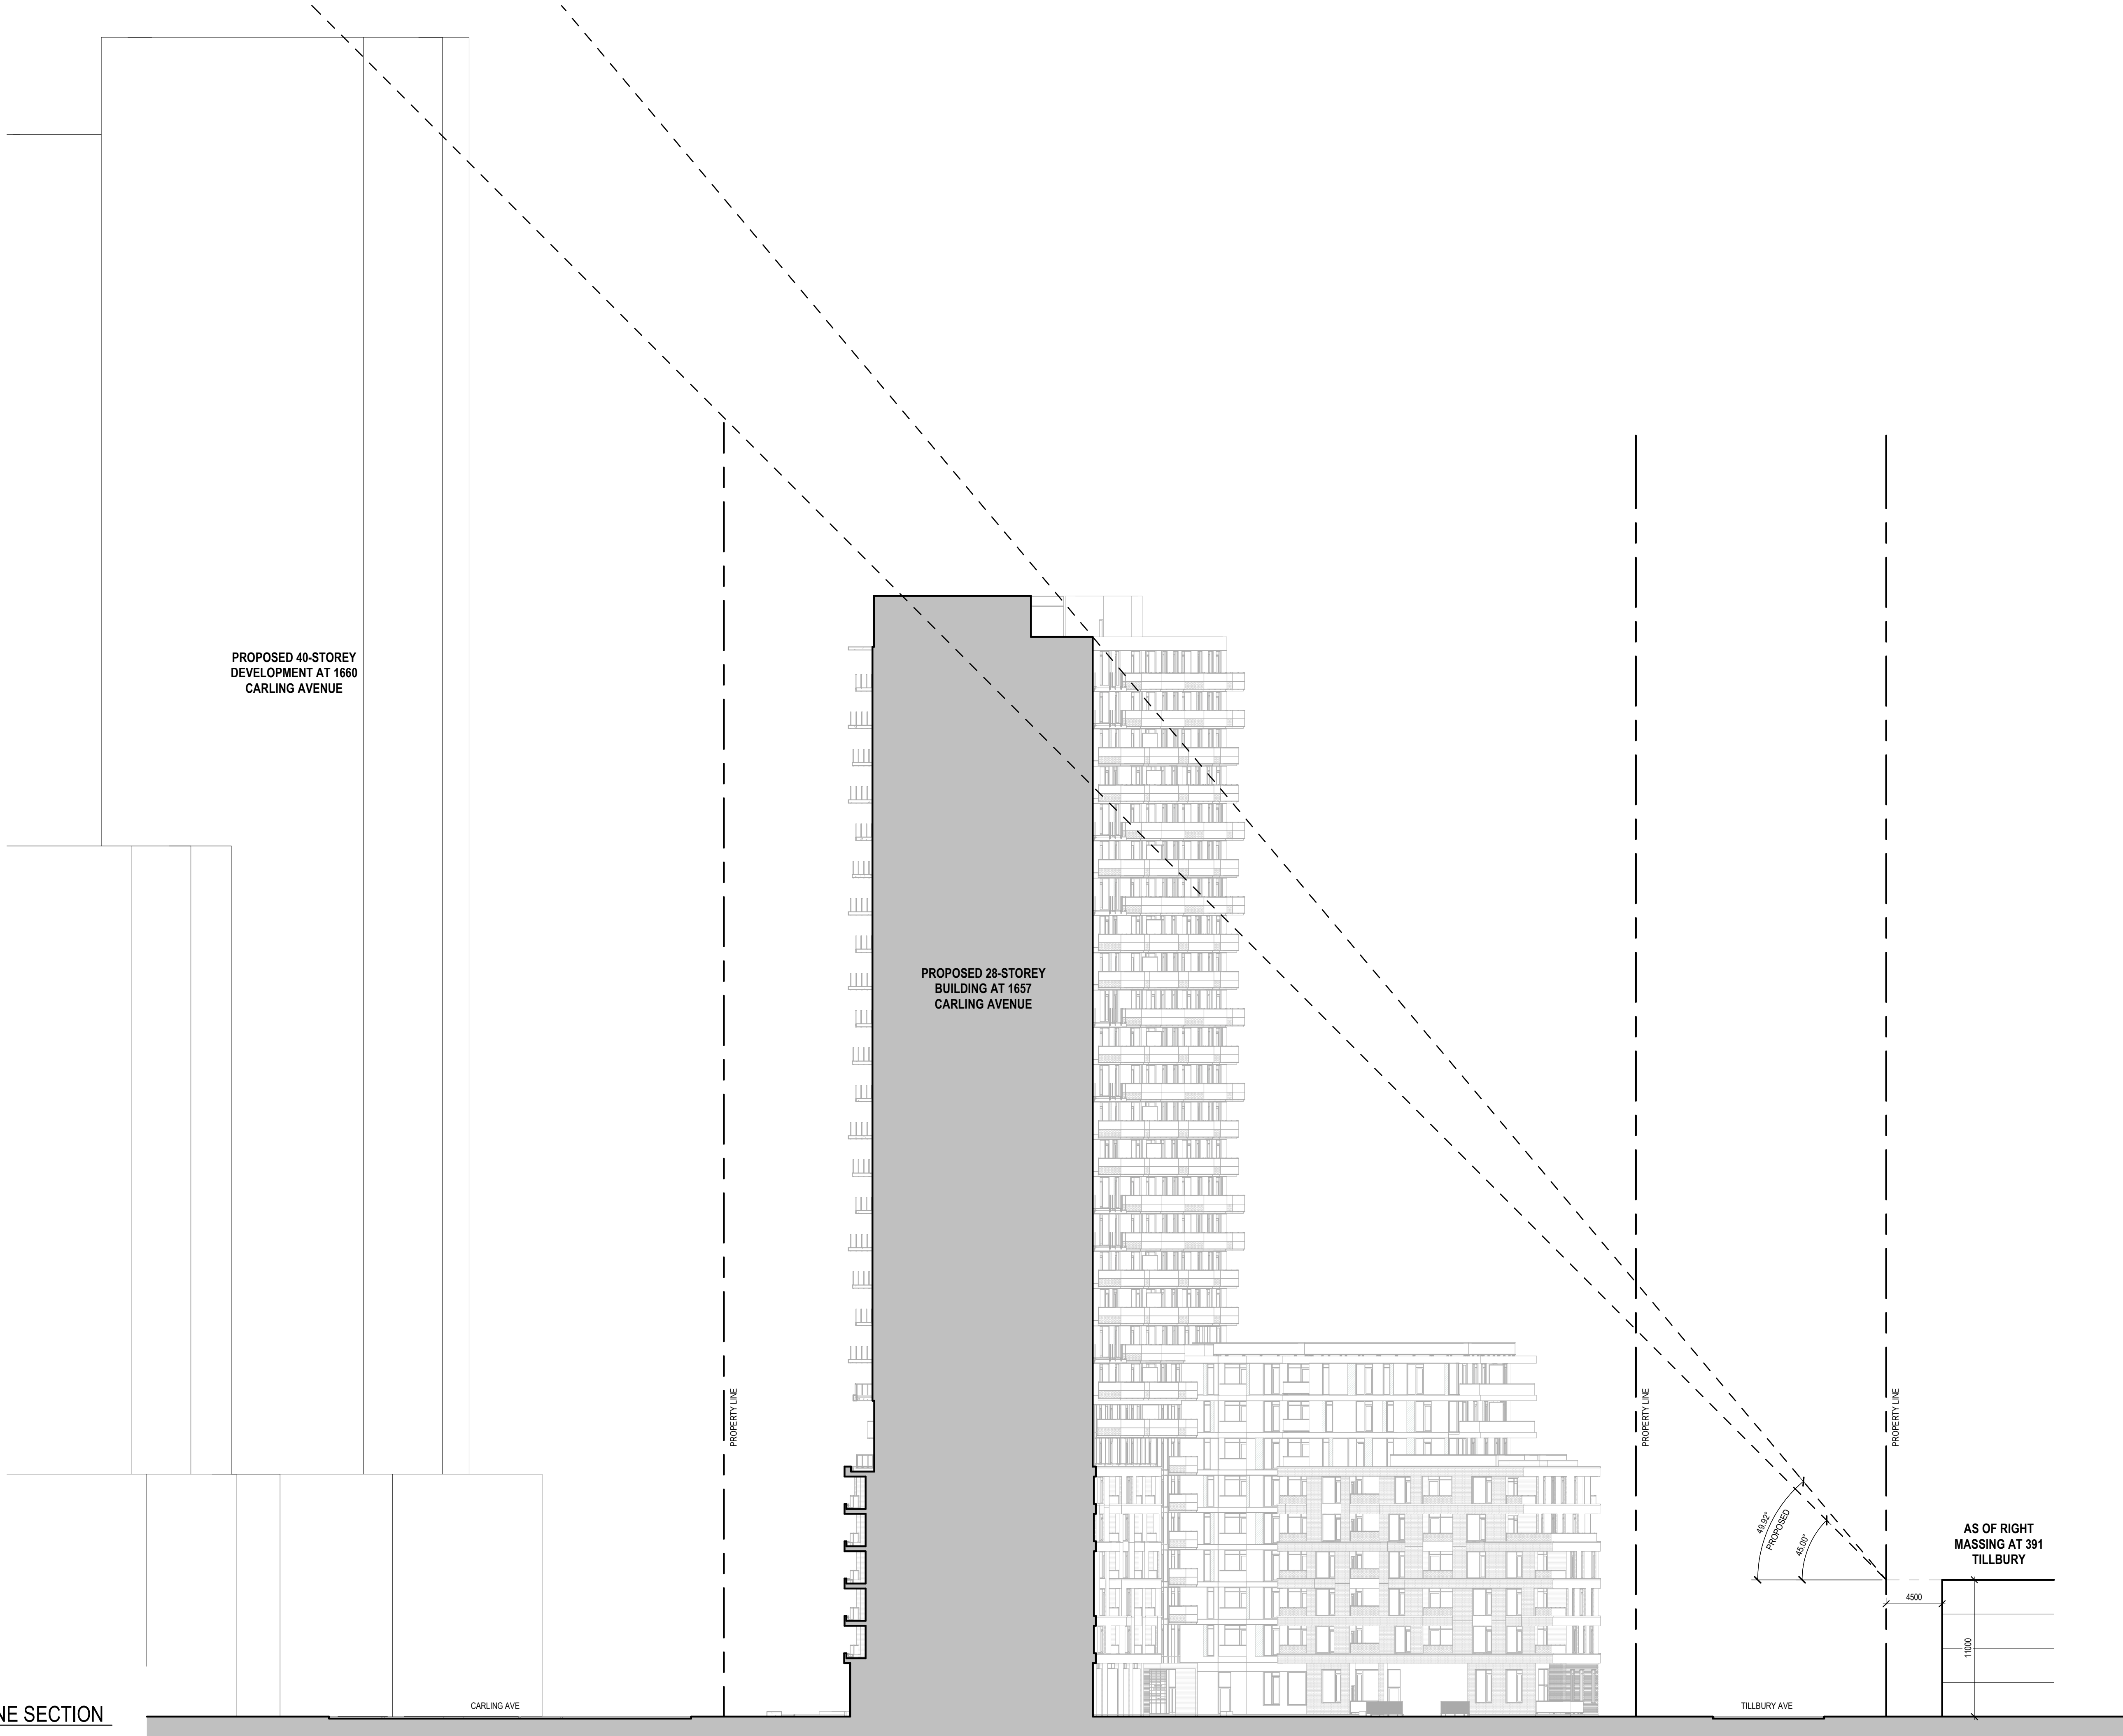 PROPOSED 40-STOREY
DEVELOPMENT AT 1660
CARLING AVENUE
PROPOSED 28-STOREY
BUILDING AT 1657
CARLING AVENUE
PROPERTY LINE
PROPERTY LINE
PROPERTY LINE
49.92°
PROPOSED
45.00°
AS OF RIGHT
MASSING AT 391
TILLBURY
4500
11000
CARLING AVE
TILLBURY AVE
NE SECTION